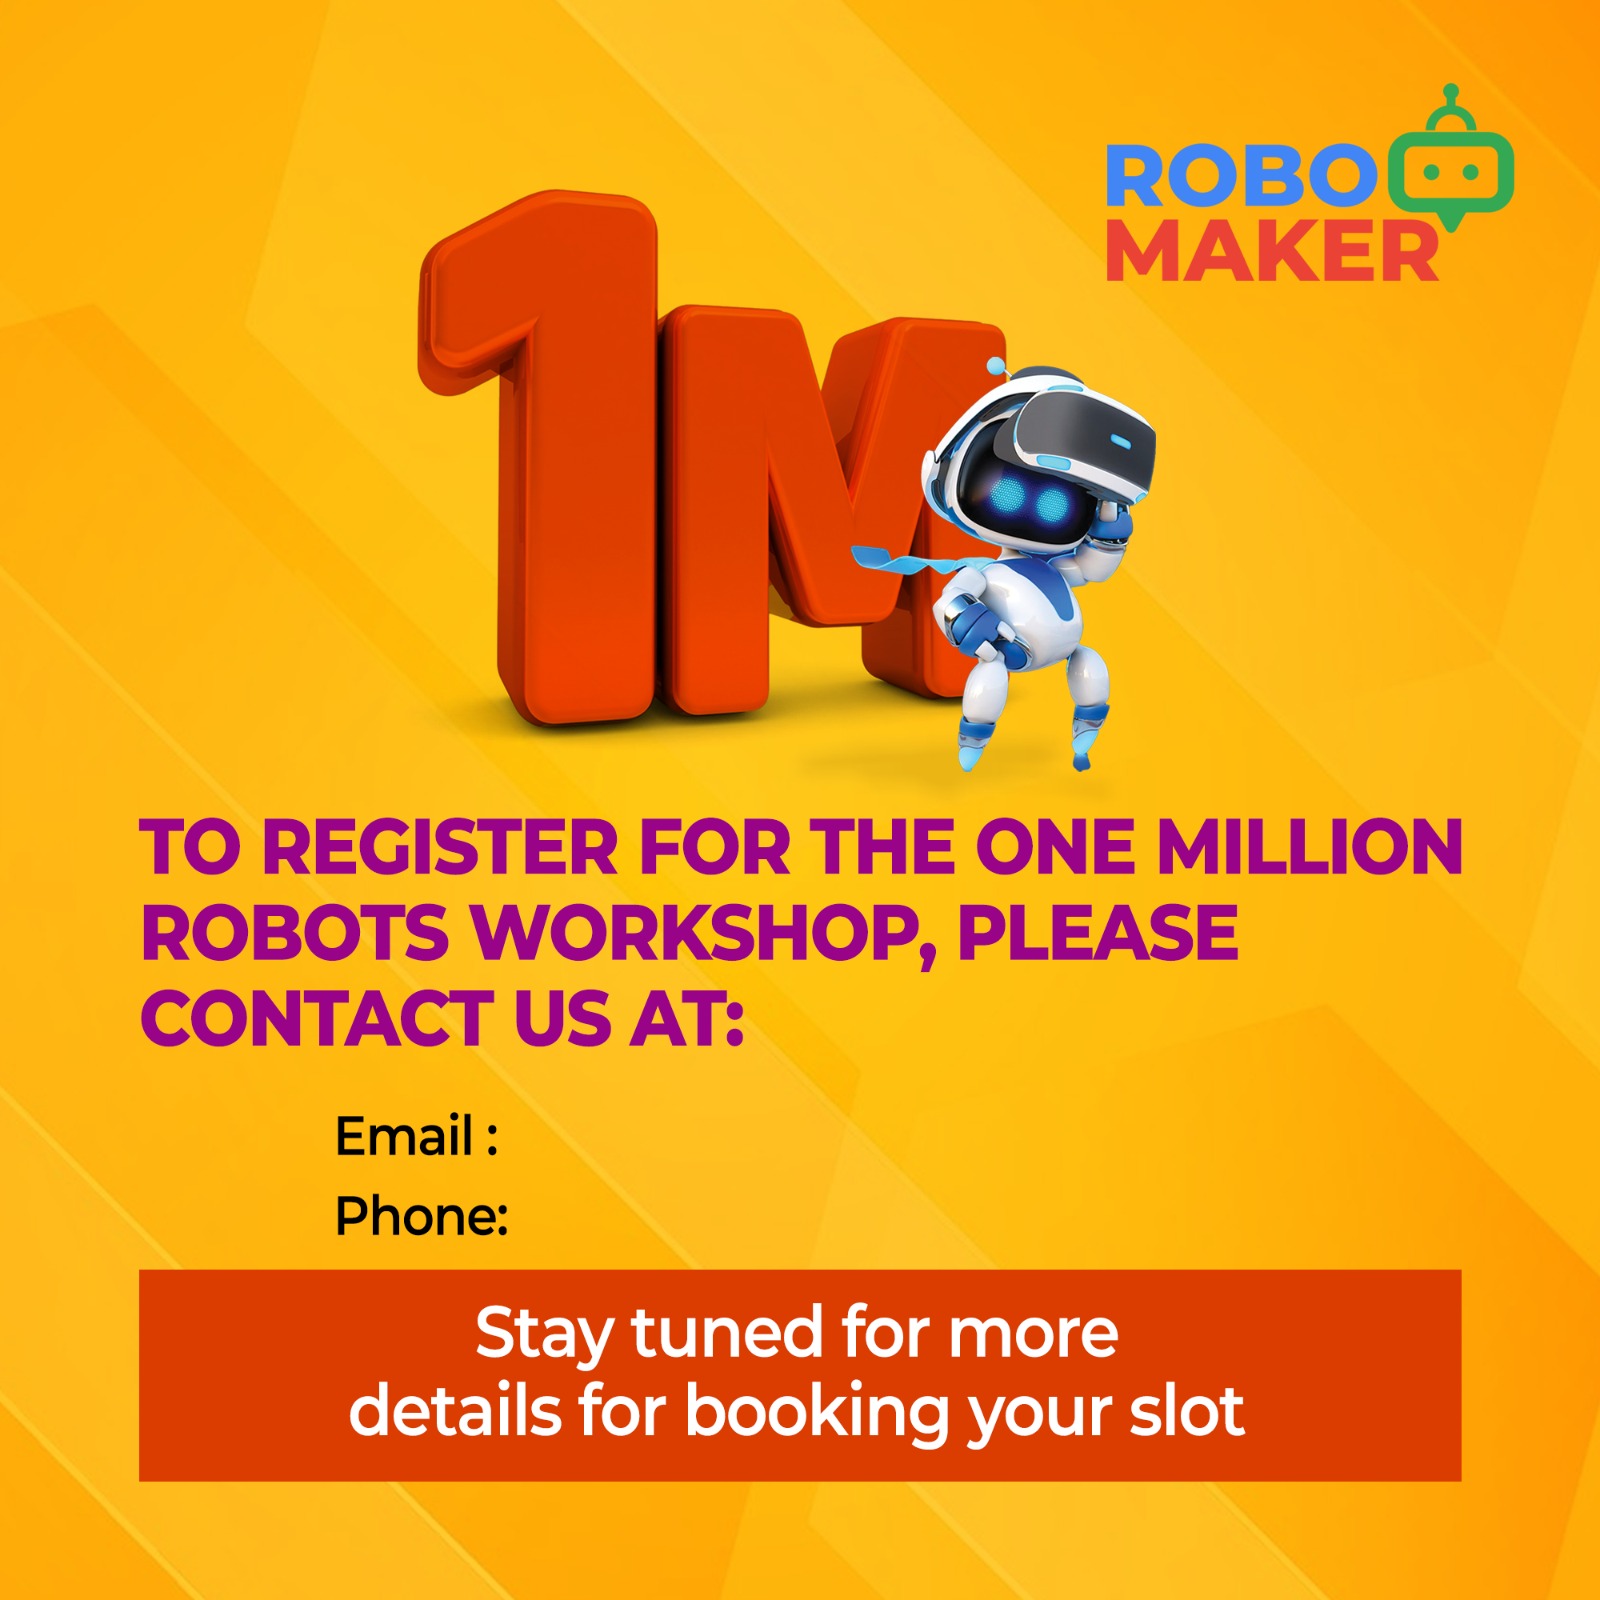 ROBO
MAKER
1M
TO REGISTER FOR THE ONE MILLION
ROBOTS WORKSHOP, PLEASE
CONTACT US AT:
Email :
Phone:
Stay tuned for more
details for booking your slot